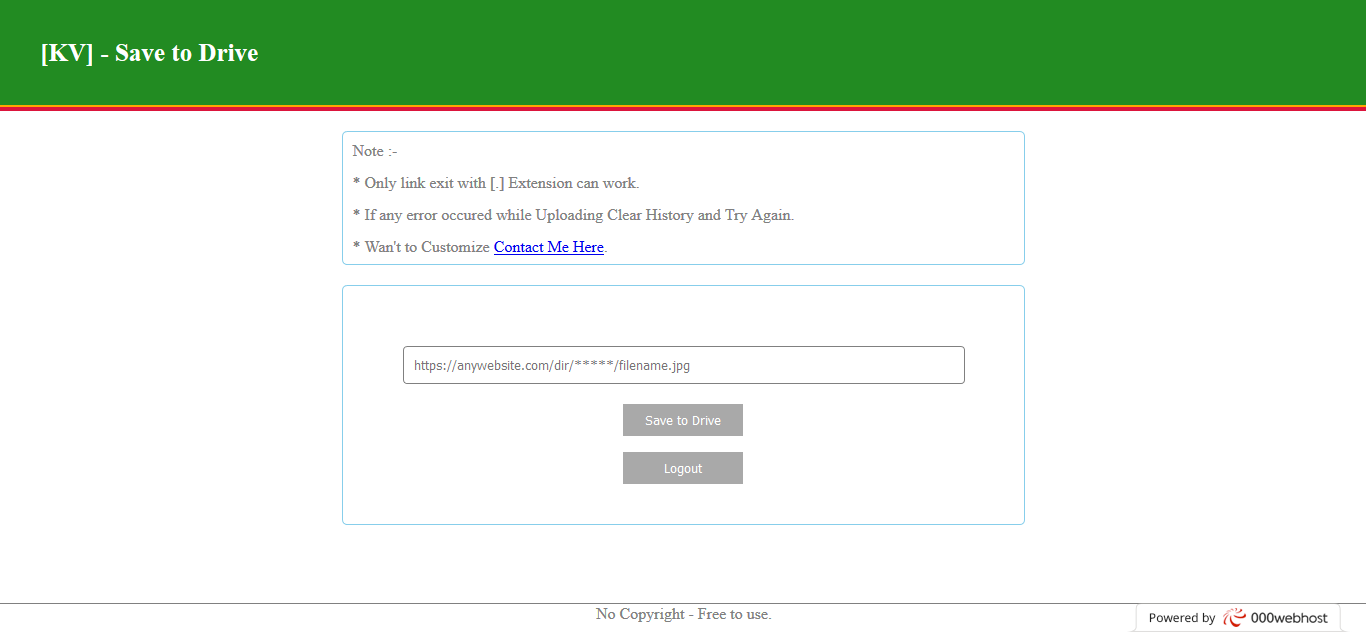 [KV] - Save to Drive
Note :-
* Only link exit with [.] Extension can work.
* If any error occured while Uploading Clear History and Try Again.
* Wan't to Customize Contact Me Here.
https://anywebsite.com/dir/*****/filename.jpg
Save to Drive
Logout
No Copyright - Free to use.
Powered by 000webhost